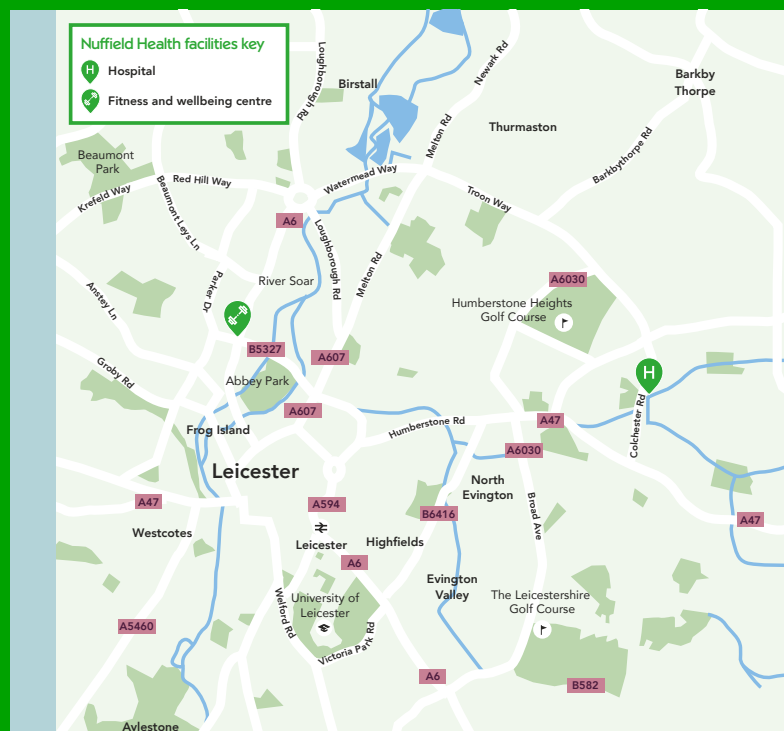 Nuffield Health facilities key
H Hospital
Fitness and wellbeing centre
Loughborough Rd
Birstall
Newark Rd
Barkby
Thorpe
Thurmaston
Melton Rd
Beaumont
Park
Barkbythorpe Rd
Red Hill Way
Watermead Way
Krefeld Way
Troon Way
Beaumont Leys Ln
A6
Loughborough Rd
Melton Rd
River Soar
Parker Dr
A6030
Anstey Ln
Humberstone Heights
Golf Course
B5327
A607
Groby Rd
Abbey Park
H
A607
Colchester Rd
Frog Island
Humberstone Rd
A47
A6030
Leicester
North
Evington
A47
A594
B6416
Broad Ave
A47
Westcotes
Leicester
Highfields
A6
Evington
Valley
University of
Leicester
The Leicestershire
Golf Course
Welford Rd
A5460
Victoria Park Rd
A6
B582
Aylestone